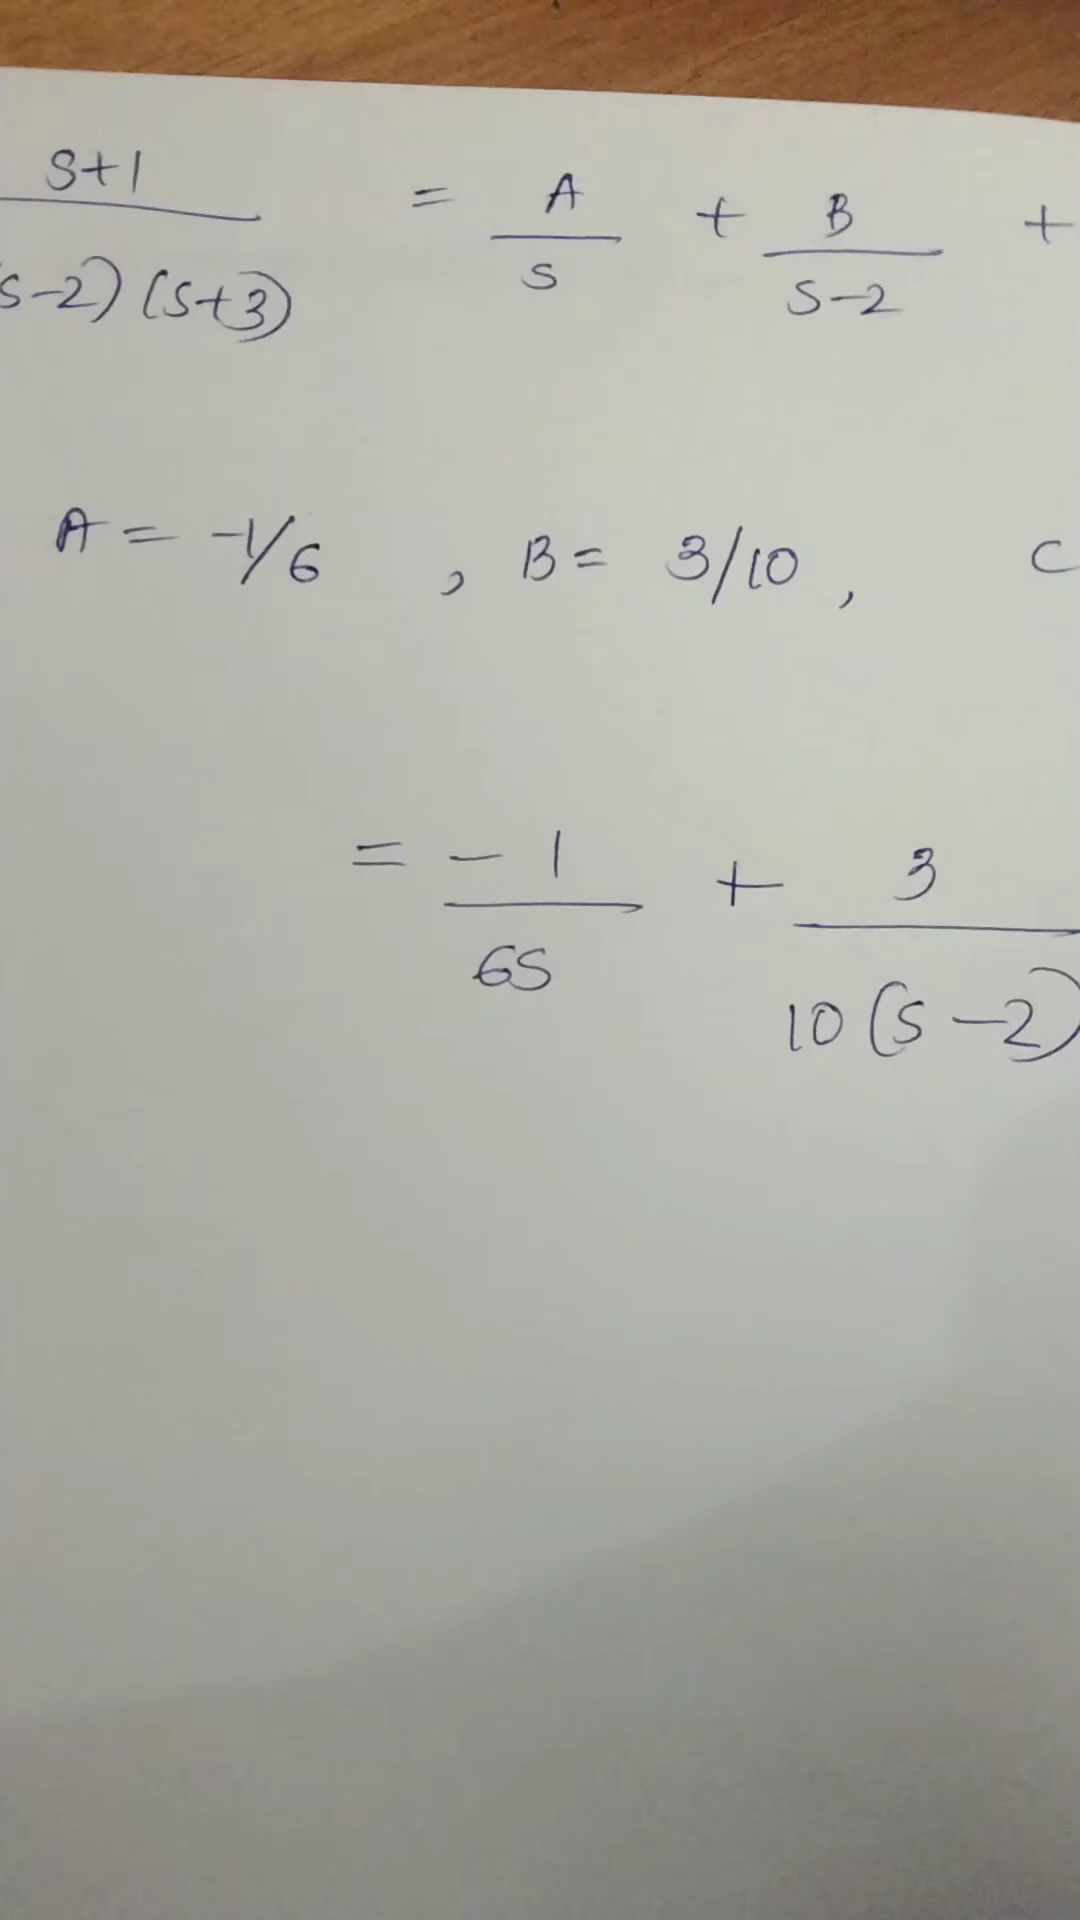 S+1 = A + B +
S-2) (S+3) S S-2
A = -1/6 , B = 3/10 , C
= - 1 + 3
6S 10 (S-2)